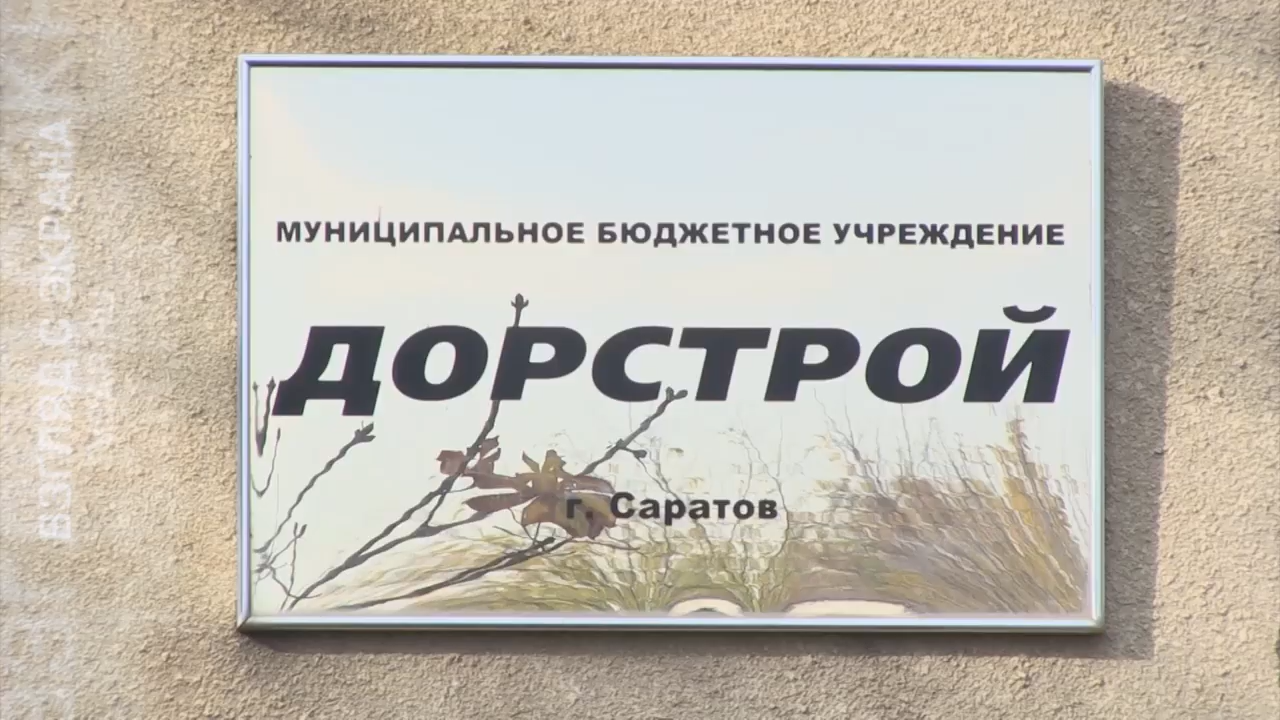 МУНИЦИПАЛЬНОЕ БЮДЖЕТНОЕ УЧРЕЖДЕНИЕ
ДОРСТРОЙ
г. Саратов
ВЗГЛЯД С ЭКРАНА